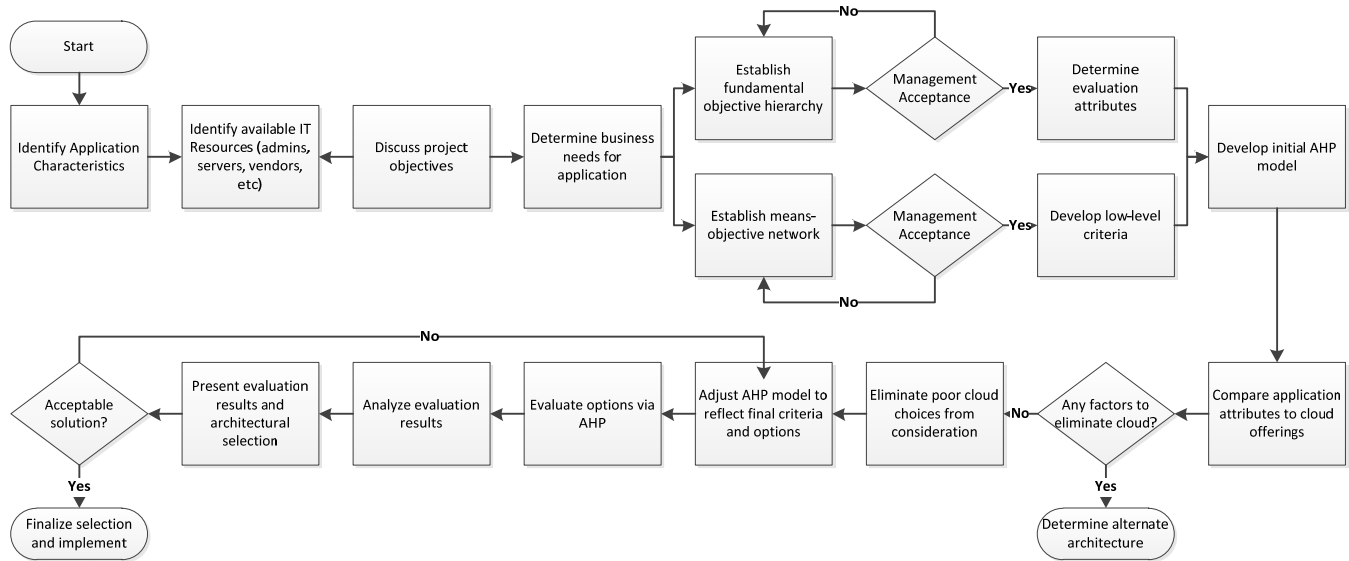 Start
Identify Application
Characteristics
Identify available IT
Resources (admins,
servers, vendors,
etc)
Discuss project
objectives
Determine business
needs for
application
No
Establish
fundamental
objective hierarchy
Management
Acceptance
Yes
Determine
evaluation
attributes
Establish means-
objective network
Management
Acceptance
Yes
Develop low-level
criteria
No
Develop initial AHP
model
Compare application
attributes to cloud
offerings
Any factors to
eliminate cloud?
Yes
Determine alternate
architecture
No
Eliminate poor cloud
choices from
consideration
Adjust AHP model to
reflect final criteria
and options
Evaluate options via
AHP
Analyze evaluation
results
Present evaluation
results and
architectural
selection
Acceptable
solution?
No
Yes
Finalize selection
and implement